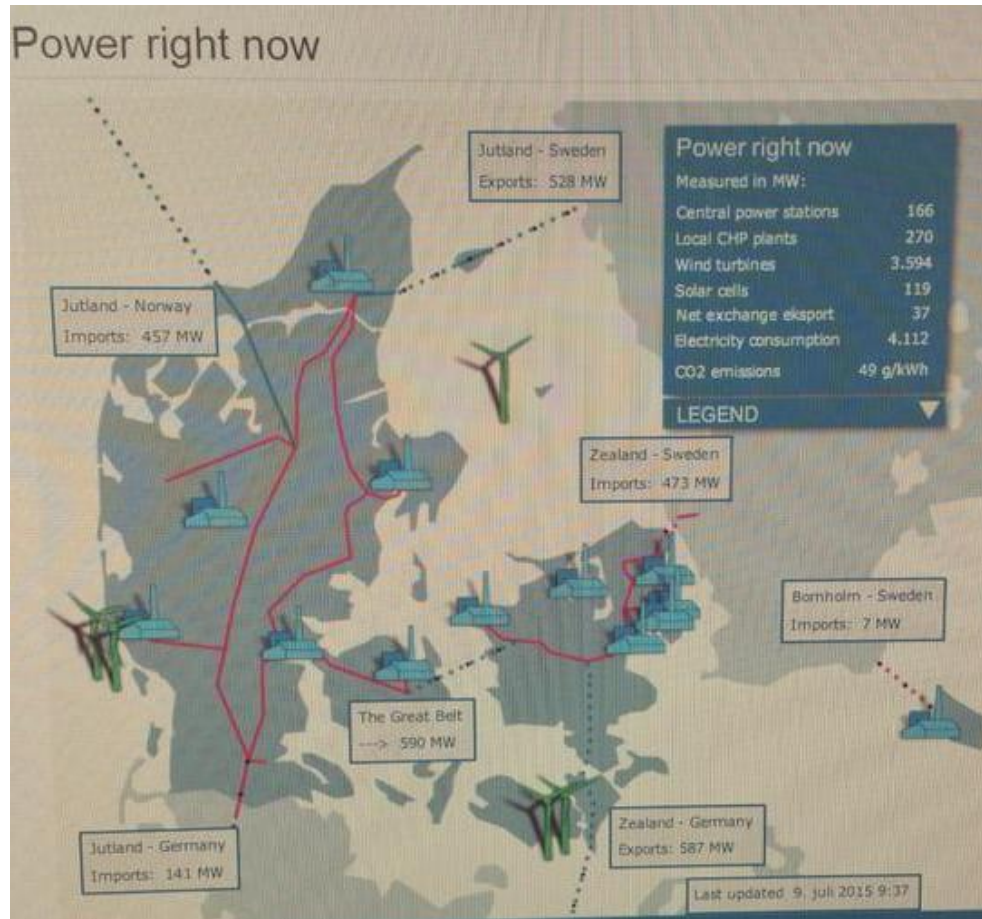 Power right now
Jutland - Sweden
Exports: 528 MW
Power right now
Measured in MW:
Central power stations 166
Local CHP plants 270
Wind turbines 3.594
Solar cells 119
Net exchange eksport 37
Electricity consumption 4.112
CO2 emissions 49 g/kWh
LEGEND
Jutland - Norway
Imports: 457 MW
Zealand - Sweden
Imports: 473 MW
Bornholm - Sweden
Imports: 7 MW
The Great Belt
---> 590 MW
Zealand - Germany
Exports: 587 MW
Jutland - Germany
Imports: 141 MW
Last updated 9. juli 2015 9:37